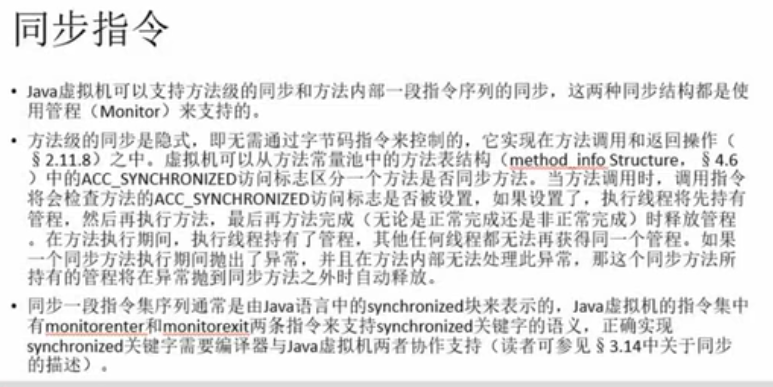 同步指令
• Java虚拟机可以支持方法级的同步和方法内部一段指令序列的同步，这两种同步结构都是使
用管程（Monitor）来支持的。
• 方法级的同步是隐式，即无需通过字节码指令来控制的，它实现在方法调用和返回操作（
§2.11.8）之中。虚拟机可以从方法常量池中的方法表结构（method_info Structure，§4.6
）中的ACC_SYNCHRONIZED访问标志区分一个方法是否同步方法。当方法调用时，调用指令
将会检查方法的ACC_SYNCHRONIZED访问标志是否被设置，如果设置了，执行线程将先持有
管程，然后再执行方法，最后再方法完成（无论是正常完成还是非正常完成）时释放管程
。在方法执行期间，执行线程持有了管程，其他任何线程都无法再获得同一个管程。如果
一个同步方法执行期间抛出了异常，并且在方法内部无法处理此异常，那这个同步方法所
持有的管程将在异常抛到同步方法之外时自动释放。
• 同步一段指令集序列通常是由Java语言中的synchronized块来表示的，Java虚拟机的指令集中
有monitorenter和monitorexit两条指令来支持synchronized关键字的语义，正确实现
synchronized关键字需要编译器与Java虚拟机两者协作支持（读者可参见§3.14中关于同步
的描述）。